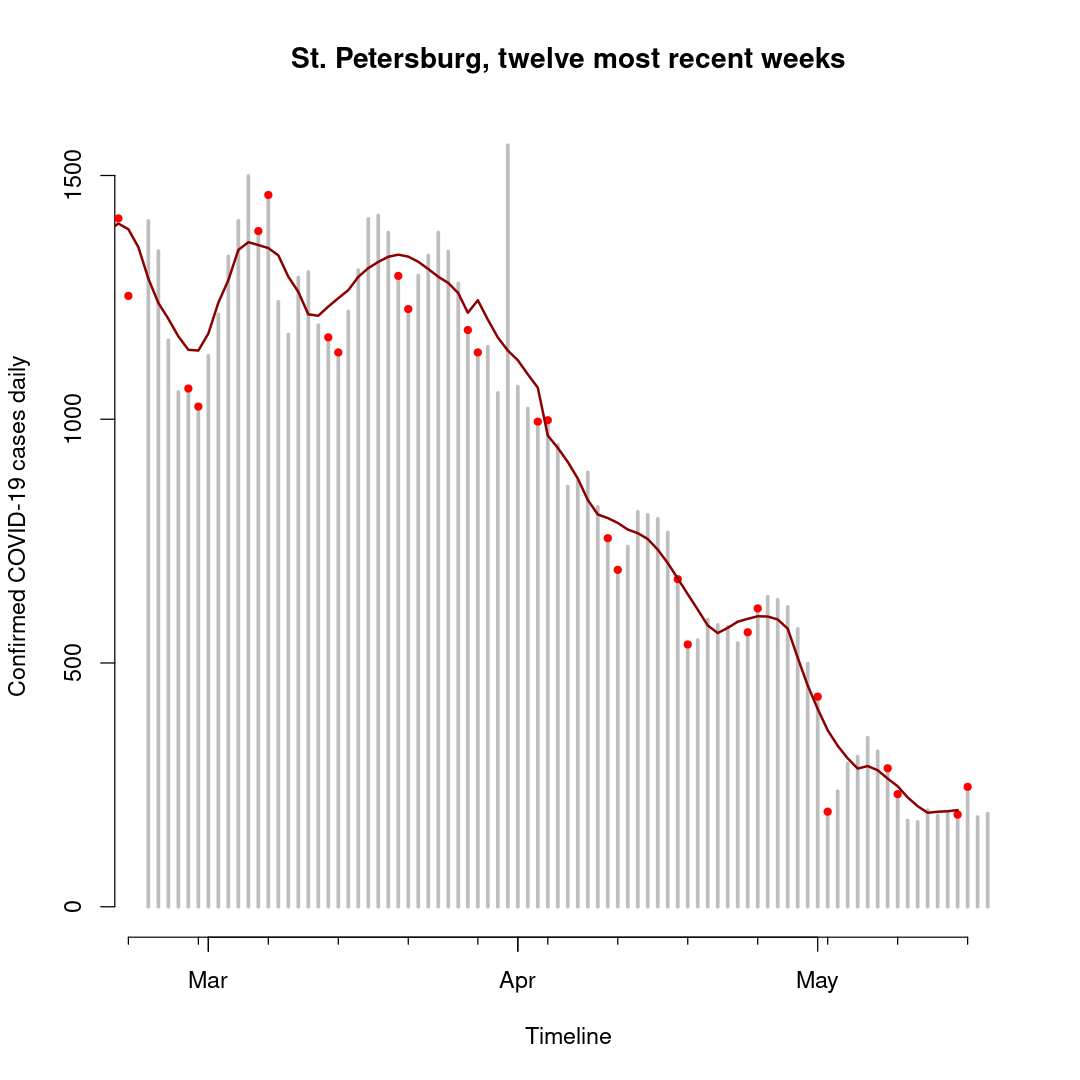 St. Petersburg, twelve most recent weeks
Confirmed COVID-19 cases daily
1500
1000
500
0
Mar Apr May
Timeline